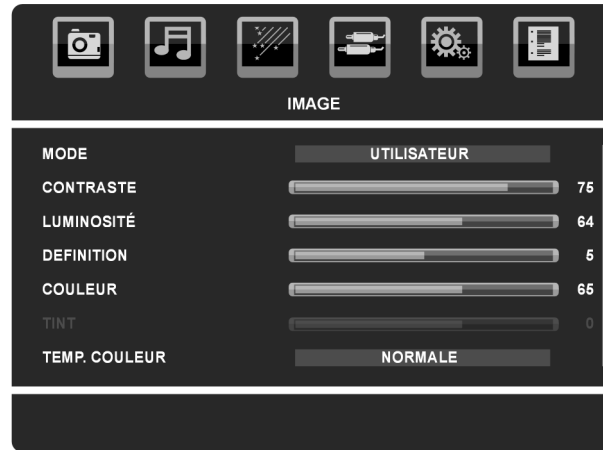 IMAGE
MODE UTILISATEUR
CONTRASTE 75
LUMINOSITÉ 64
DEFINITION 5
COULEUR 65
TINT 0
TEMP. COULEUR NORMALE